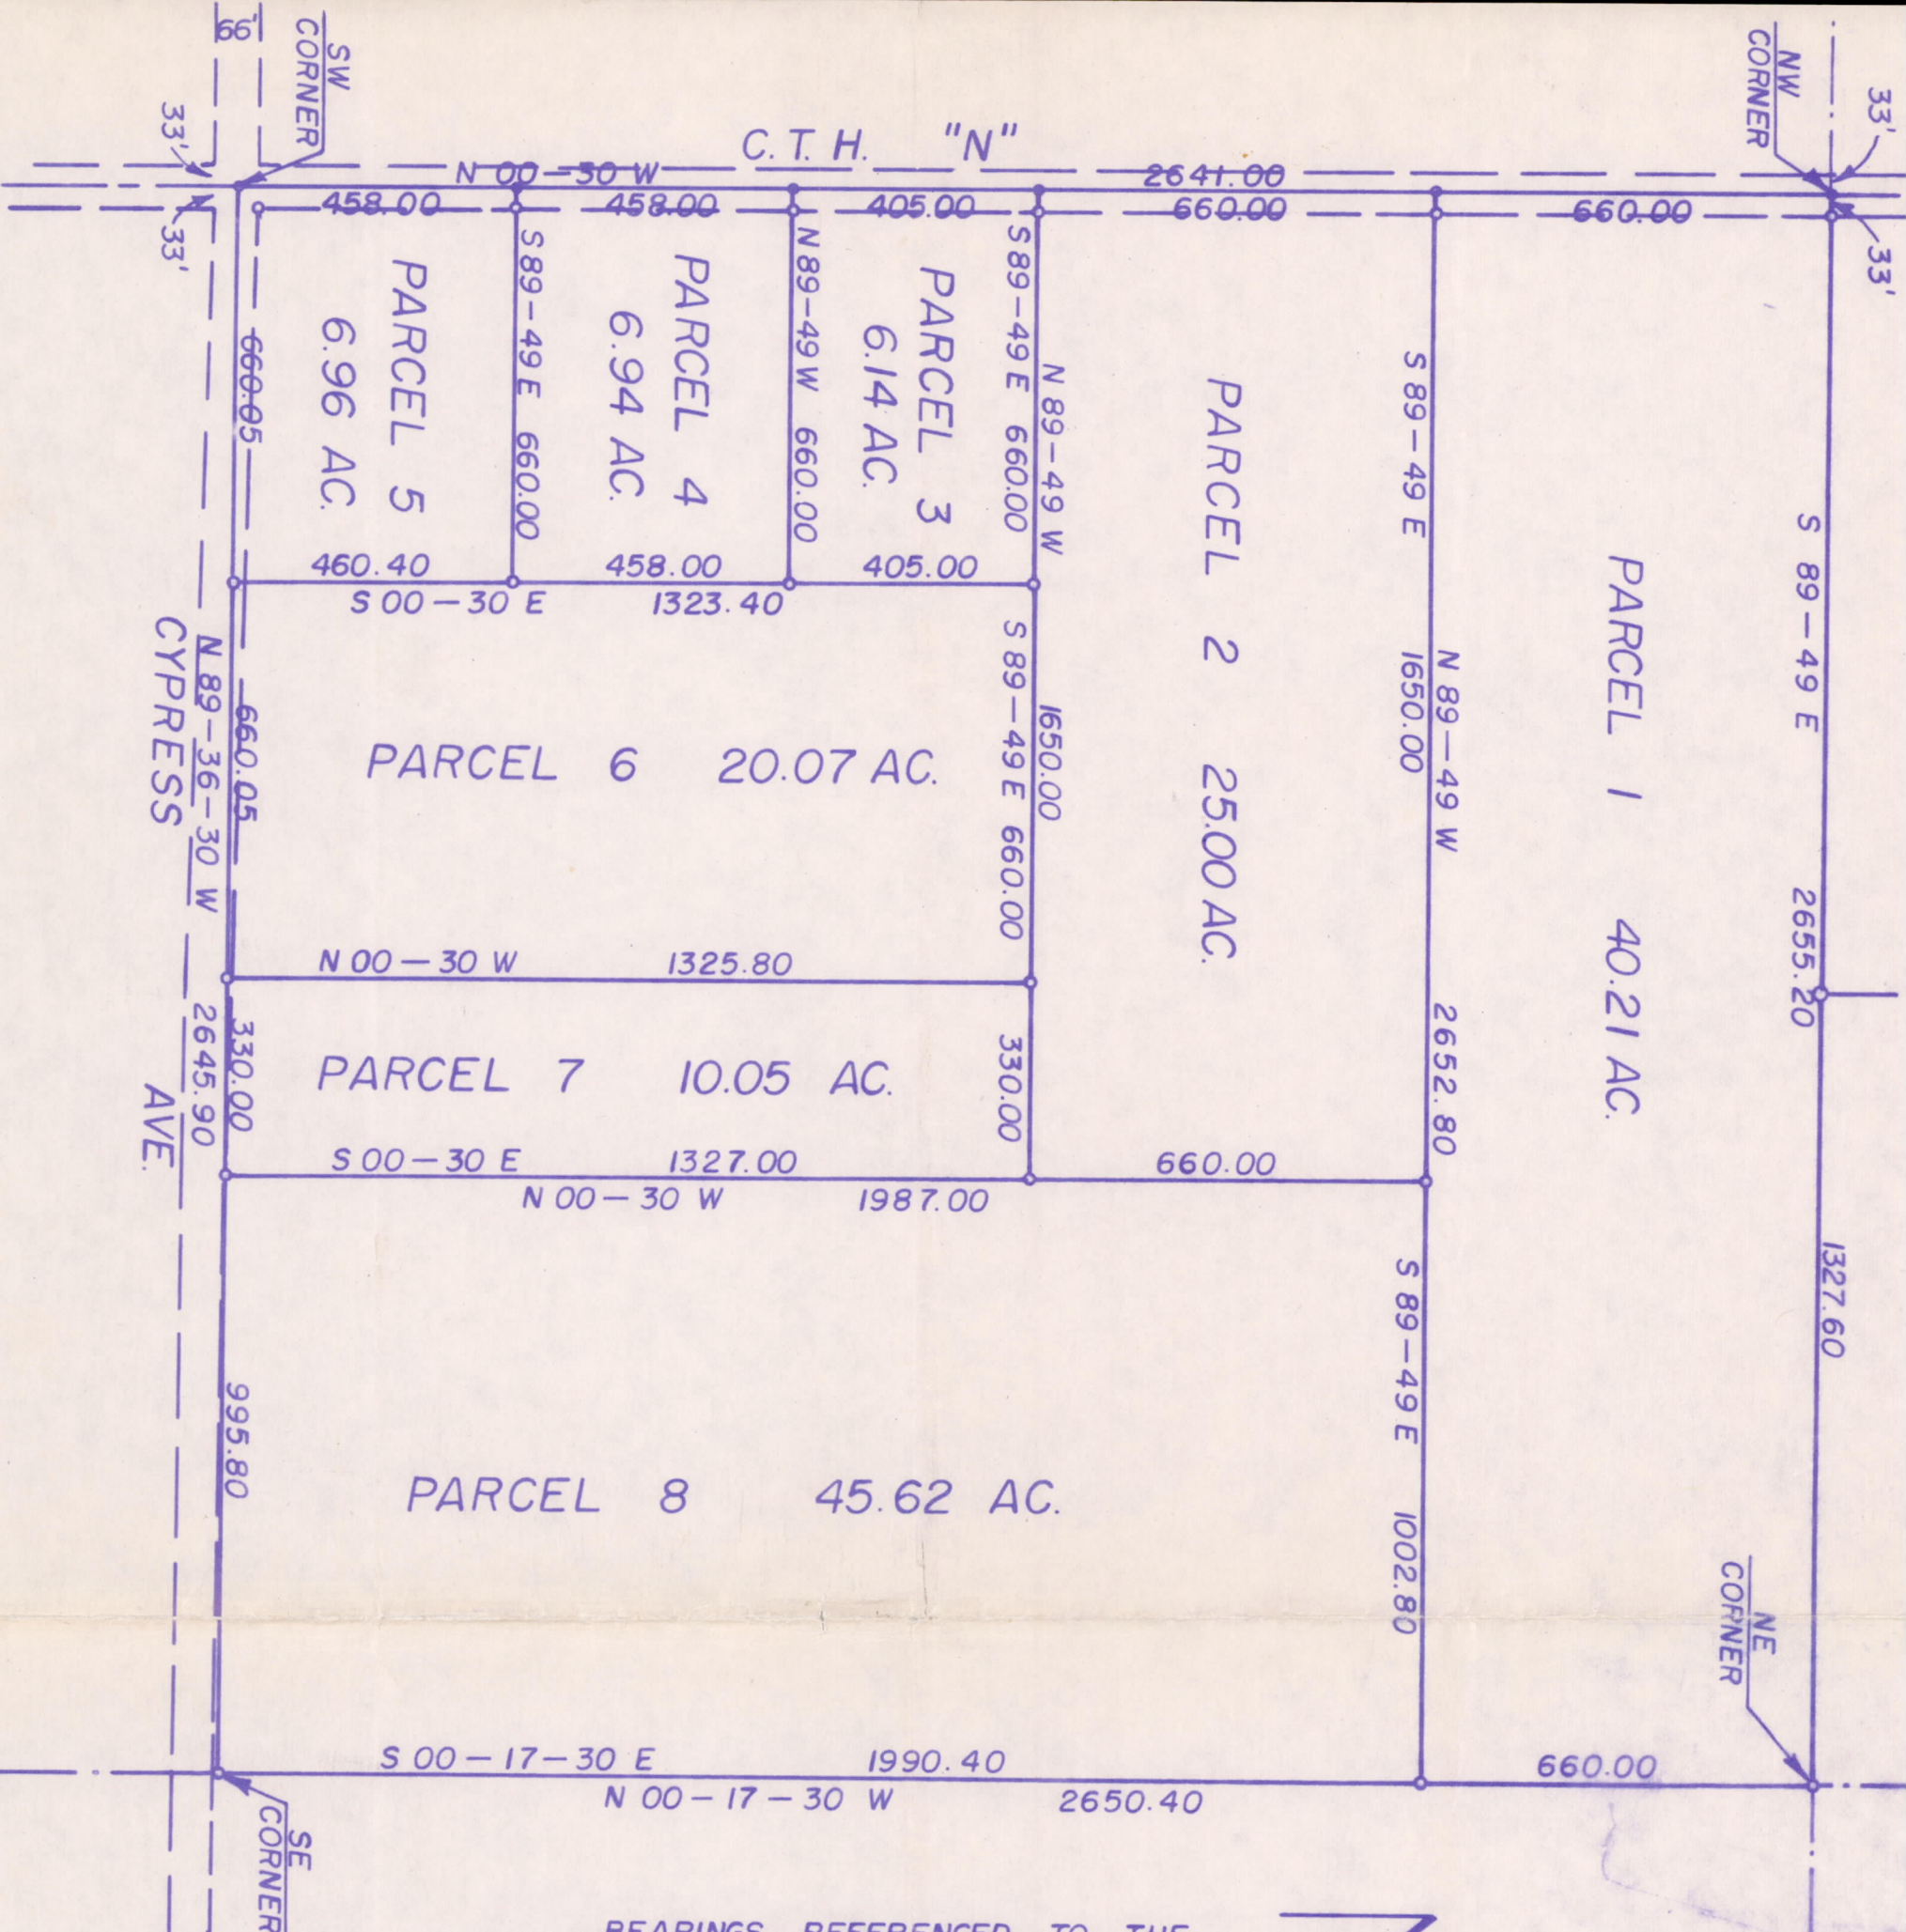 66'
SW
CORNER
33'
33'
C. T. H. "N"
N 00 — 30 W
2641.00
NW
CORNER
33'
33'
458.00
458.00
405.00
660.00
660.00
660.05
PARCEL 5
6.96 AC.
S 89 — 49 E 660.00
PARCEL 4
6.94 AC.
N 89 — 49 W 660.00
PARCEL 3
6.14 AC.
S 89 — 49 E 660.00
N 89 — 49 W
1650.00
460.40
458.00
405.00
S 00 — 30 E 1323.40
PARCEL 2 25.00 AC.
S 89 — 49 E
1650.00
N 89 — 49 W
2652.80
PARCEL 1 40.21 AC.
S 89 — 49 E 2655.20
1327.60
CYPRESS AVE.
N 89 — 36 — 30 W 2645.90
660.05
PARCEL 6 20.07 AC.
S 89 — 49 E 660.00
N 00 — 30 W 1325.80
330.00
PARCEL 7 10.05 AC.
330.00
S 00 — 30 E 1327.00
660.00
N 00 — 30 W 1987.00
995.80
PARCEL 8 45.62 AC.
S 89 — 49 E 1002.80
NE
CORNER
S 00 — 17 — 30 E 1990.40
660.00
N 00 — 17 — 30 W 2650.40
SE
CORNER
BEARINGS REFERENCED TO THE